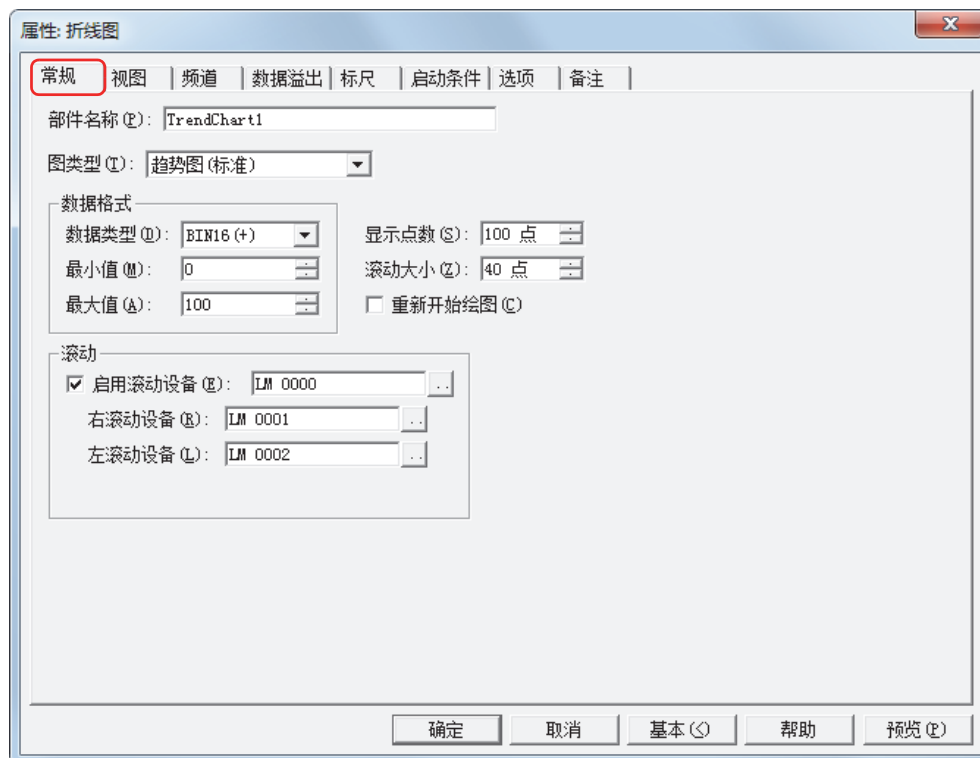 属性: 折线图
常规 视图 频道 数据溢出 标尺 启动条件 选项 备注
部件名称(P): TrendChart1
图类型(T): 趋势图(标准)
数据格式
数据类型(D): BIN16(+) 显示点数(S): 100 点
最小值(M): 0 滚动大小(Z): 40 点
最大值(A): 100 重新开始绘图(C)
滚动
启用滚动设备(E): LM 0000 ..
右滚动设备(R): LM 0001 ..
左滚动设备(L): LM 0002 ..
确定 取消 基本(<) 帮助 预览(P)